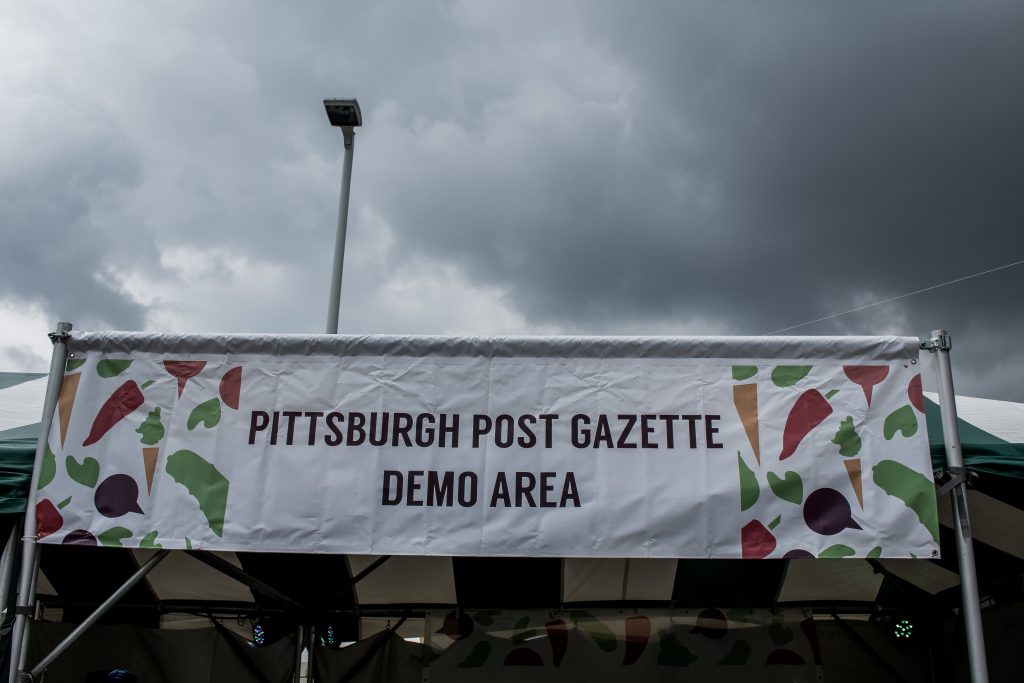 PITTSBURGH POST GAZETTE
DEMO AREA